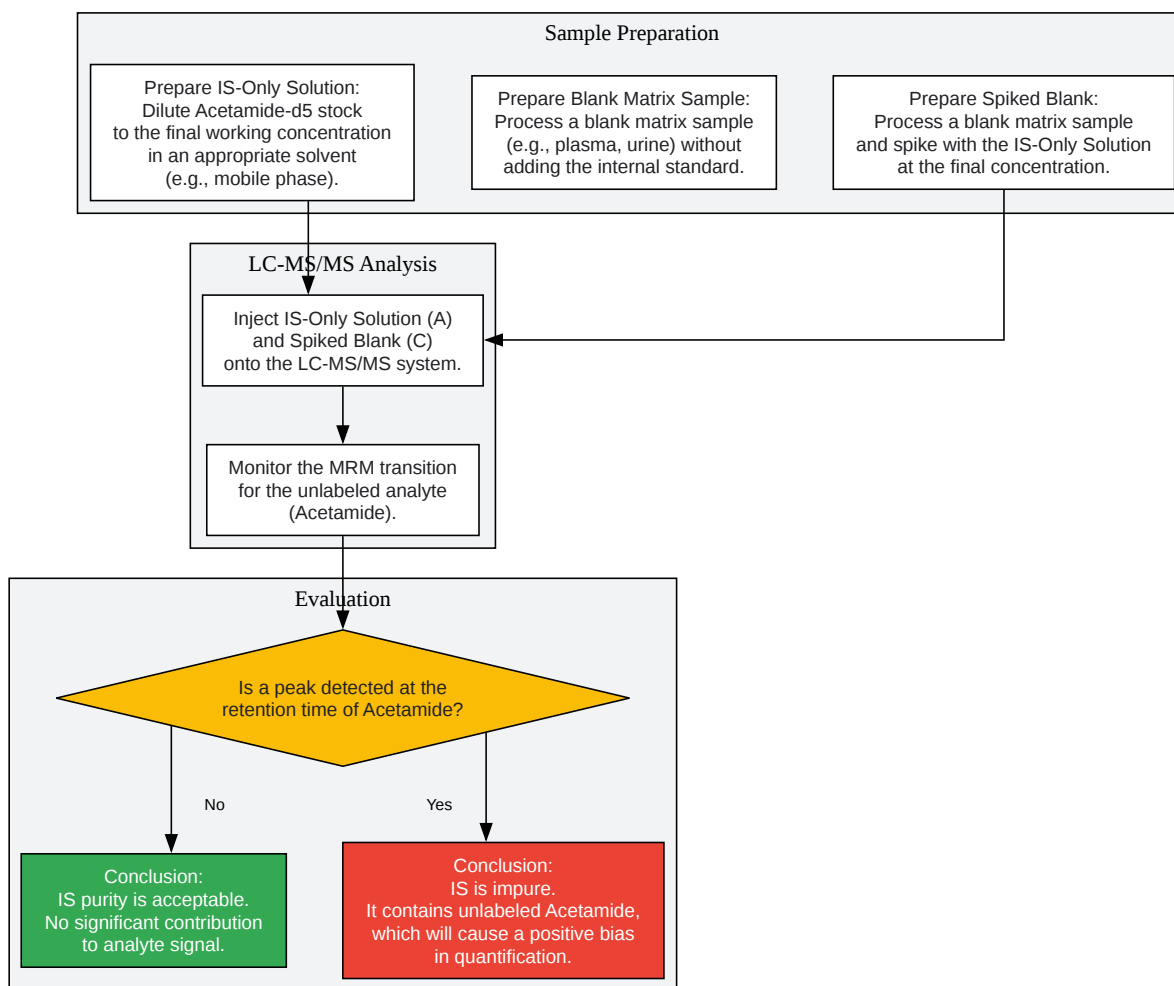 Sample Preparation
Prepare IS-Only Solution:
Dilute Acetamide-d5 stock
to the final working concentration
in an appropriate solvent
(e.g., mobile phase).
Prepare Blank Matrix Sample:
Process a blank matrix sample
(e.g., plasma, urine) without
adding the internal standard.
Prepare Spiked Blank:
Process a blank matrix sample
and spike with the IS-Only Solution
at the final concentration.
LC-MS/MS Analysis
Inject IS-Only Solution (A)
and Spiked Blank (C)
onto the LC-MS/MS system.
Monitor the MRM transition
for the unlabeled analyte
(Acetamide).
Evaluation
Is a peak detected at the
retention time of Acetamide?
No
Yes
Conclusion:
IS purity is acceptable.
No significant contribution
to analyte signal.
Conclusion:
IS is impure.
It contains unlabeled Acetamide,
which will cause a positive bias
in quantification.